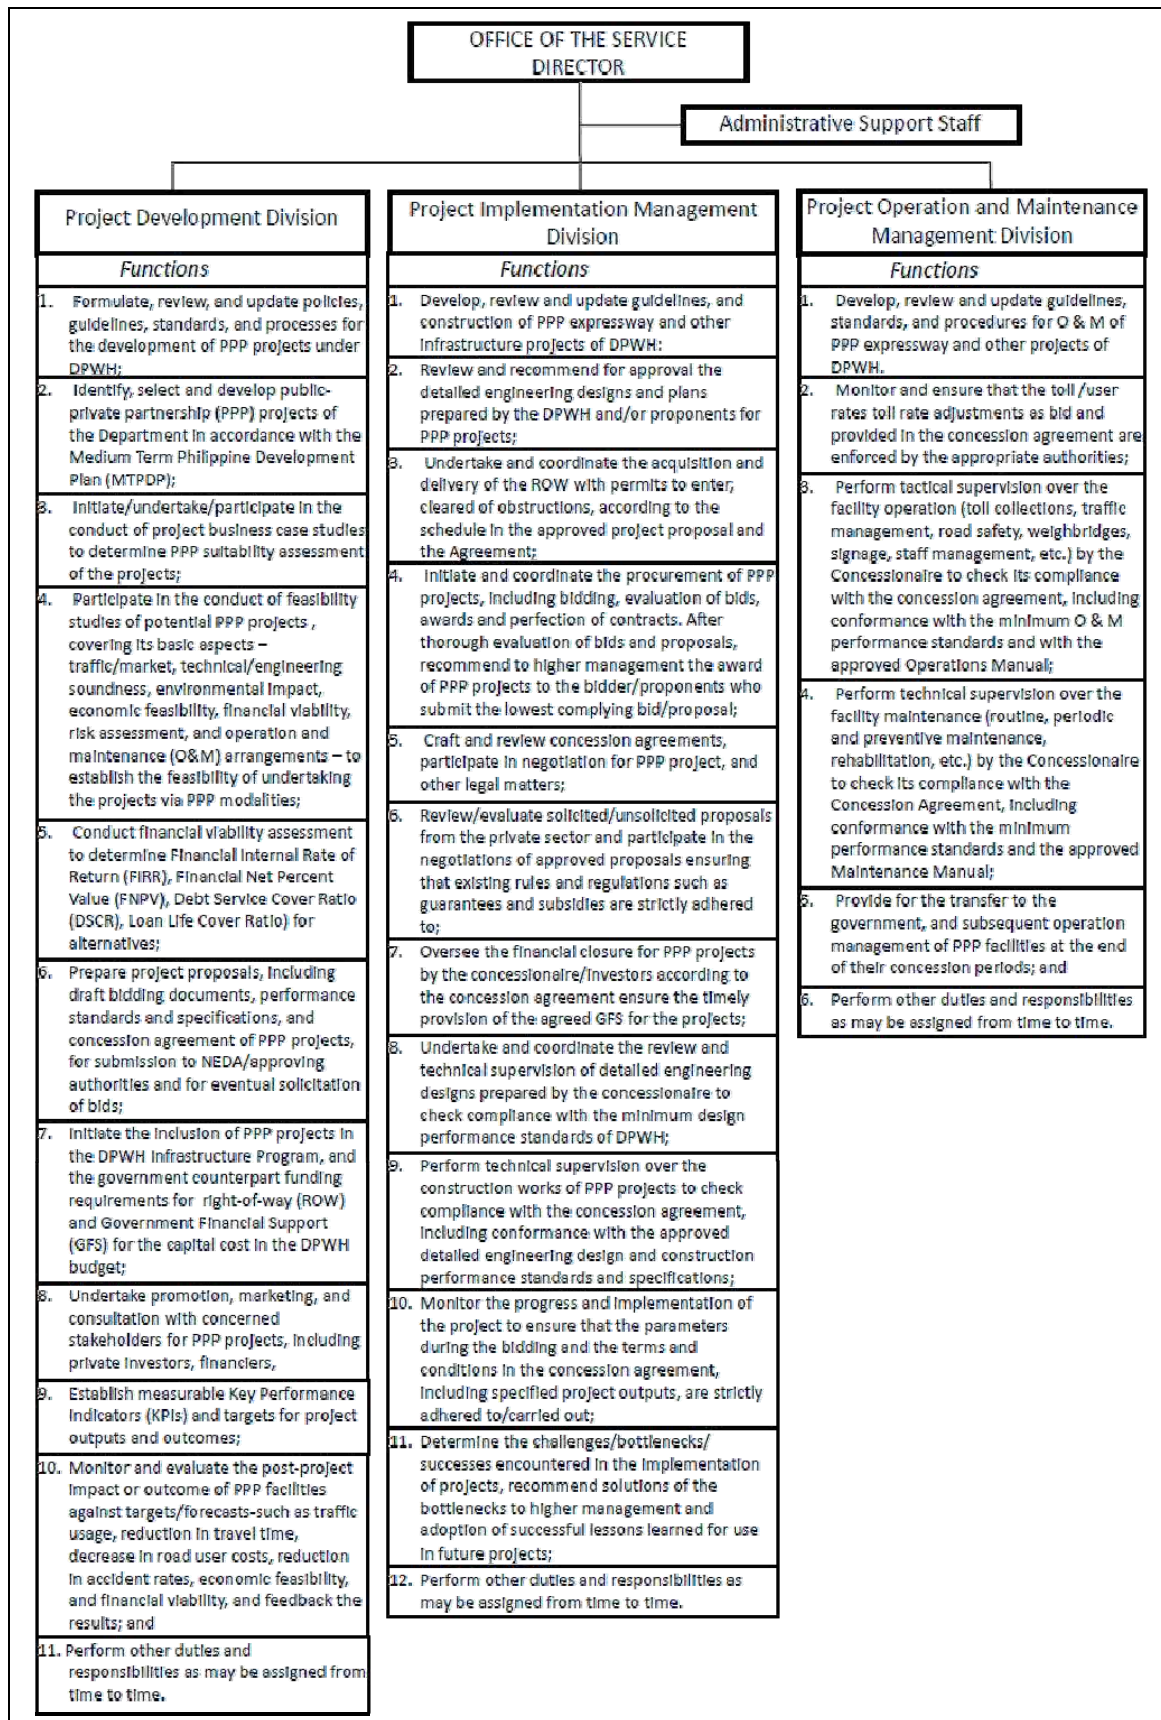 OFFICE OF THE SERVICE
DIRECTOR
Administrative Support Staff
Project Development Division
Functions
1. Formulate, review, and update policies,
guidelines, standards, and processes for
the development of PPP projects under
DPWH;
2. Identify, select and develop public-
private partnership (PPP) projects of
the Department in accordance with the
Medium Term Philippine Development
Plan (MTPDP);
3. Initiate/undertake/participate in the
conduct of project business case studies
to determine PPP suitability assessment
of the projects;
4. Participate in the conduct of feasibility
studies of potential PPP projects ,
covering its basic aspects –
traffic/market, technical/engineering
soundness, environmental impact,
economic feasibility, financial viability,
risk assessment, and operation and
maintenance (O&M) arrangements – to
establish the feasibility of undertaking
the projects via PPP modalities;
5. Conduct financial viability assessment
to determine Financial Internal Rate of
Return (FIRR), Financial Net Percent
Value (FNPV), Debt Service Cover Ratio
(DSCR), Loan Life Cover Ratio) for
alternatives;
6. Prepare project proposals, including
draft bidding documents, performance
standards and specifications, and
concession agreement of PPP projects,
for submission to NEDA/approving
authorities and for eventual solicitation
of bids;
7. Initiate the inclusion of PPP projects in
the DPWH Infrastructure Program, and
the government counterpart funding
requirements for right-of-way (ROW)
and Government Financial Support
(GFS) for the capital cost in the DPWH
budget;
8. Undertake promotion, marketing, and
consultation with concerned
stakeholders for PPP projects, including
private investors, financiers,
9. Establish measurable Key Performance
Indicators (KPIs) and targets for project
outputs and outcomes;
10. Monitor and evaluate the post-project
impact or outcome of PPP facilities
against targets/forecasts-such as traffic
usage, reduction in travel time,
decrease in road user costs, reduction
in accident rates, economic feasibility,
and financial viability, and feedback the
results; and
11. Perform other duties and
responsibilities as may be assigned from
time to time.
Project Implementation Management
Division
Functions
1. Develop, review and update guidelines, and
construction of PPP expressway and other
infrastructure projects of DPWH:
2. Review and recommend for approval the
detailed engineering designs and plans
prepared by the DPWH and/or proponents for
PPP projects;
3. Undertake and coordinate the acquisition and
delivery of the ROW with permits to enter,
cleared of obstructions, according to the
schedule in the approved project proposal and
the Agreement;
4. Initiate and coordinate the procurement of PPP
projects, including bidding, evaluation of bids,
awards and perfection of contracts. After
thorough evaluation of bids and proposals,
recommend to higher management the award
of PPP projects to the bidder/proponents who
submit the lowest complying bid/proposal;
5. Craft and review concession agreements,
participate in negotiation for PPP project, and
other legal matters;
6. Review/evaluate solicited/unsolicited proposals
from the private sector and participate in the
negotiations of approved proposals ensuring
that existing rules and regulations such as
guarantees and subsidies are strictly adhered
to;
7. Oversee the financial closure for PPP projects
by the concessionaire/investors according to
the concession agreement ensure the timely
provision of the agreed GFS for the projects;
8. Undertake and coordinate the review and
technical supervision of detailed engineering
designs prepared by the concessionaire to
check compliance with the minimum design
performance standards of DPWH;
9. Perform technical supervision over the
construction works of PPP projects to check
compliance with the concession agreement,
including conformance with the approved
detailed engineering design and construction
performance standards and specifications;
10. Monitor the progress and implementation of
the project to ensure that the parameters
during the bidding and the terms and
conditions in the concession agreement,
including specified project outputs, are strictly
adhered to/carried out;
11. Determine the challenges/bottlenecks/
successes encountered in the implementation
of projects, recommend solutions of the
bottlenecks to higher management and
adoption of successful lessons learned for use
in future projects;
12. Perform other duties and responsibilities as
may be assigned from time to time.
Project Operation and Maintenance
Management Division
Functions
1. Develop, review and update guidelines,
standards, and procedures for O & M of
PPP expressway and other projects of
DPWH.
2. Monitor and ensure that the toll /user
rates toll rate adjustments as bid and
provided in the concession agreement are
enforced by the appropriate authorities;
3. Perform tactical supervision over the
facility operation (toll collections, traffic
management, road safety, weighbridges,
signage, staff management, etc.) by the
Concessionaire to check its compliance
with the concession agreement, including
conformance with the minimum O & M
performance standards and with the
approved Operations Manual;
4. Perform technical supervision over the
facility maintenance (routine, periodic
and preventive maintenance,
rehabilitation, etc.) by the Concessionaire
to check its compliance with the
Concession Agreement, including
conformance with the minimum
performance standards and the approved
Maintenance Manual;
5. Provide for the transfer to the
government, and subsequent operation
management of PPP facilities at the end
of their concession periods; and
6. Perform other duties and responsibilities
as may be assigned from time to time.